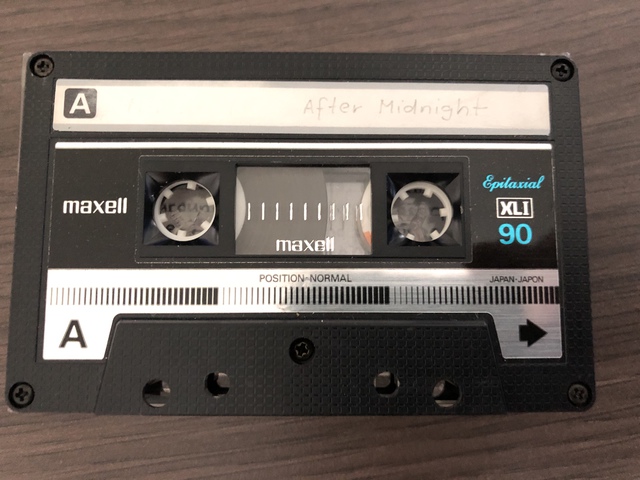 A After Midnight
Epitaxial
maxell
XLI
90
maxell
POSITION·NORMAL JAPAN·JAPON
A